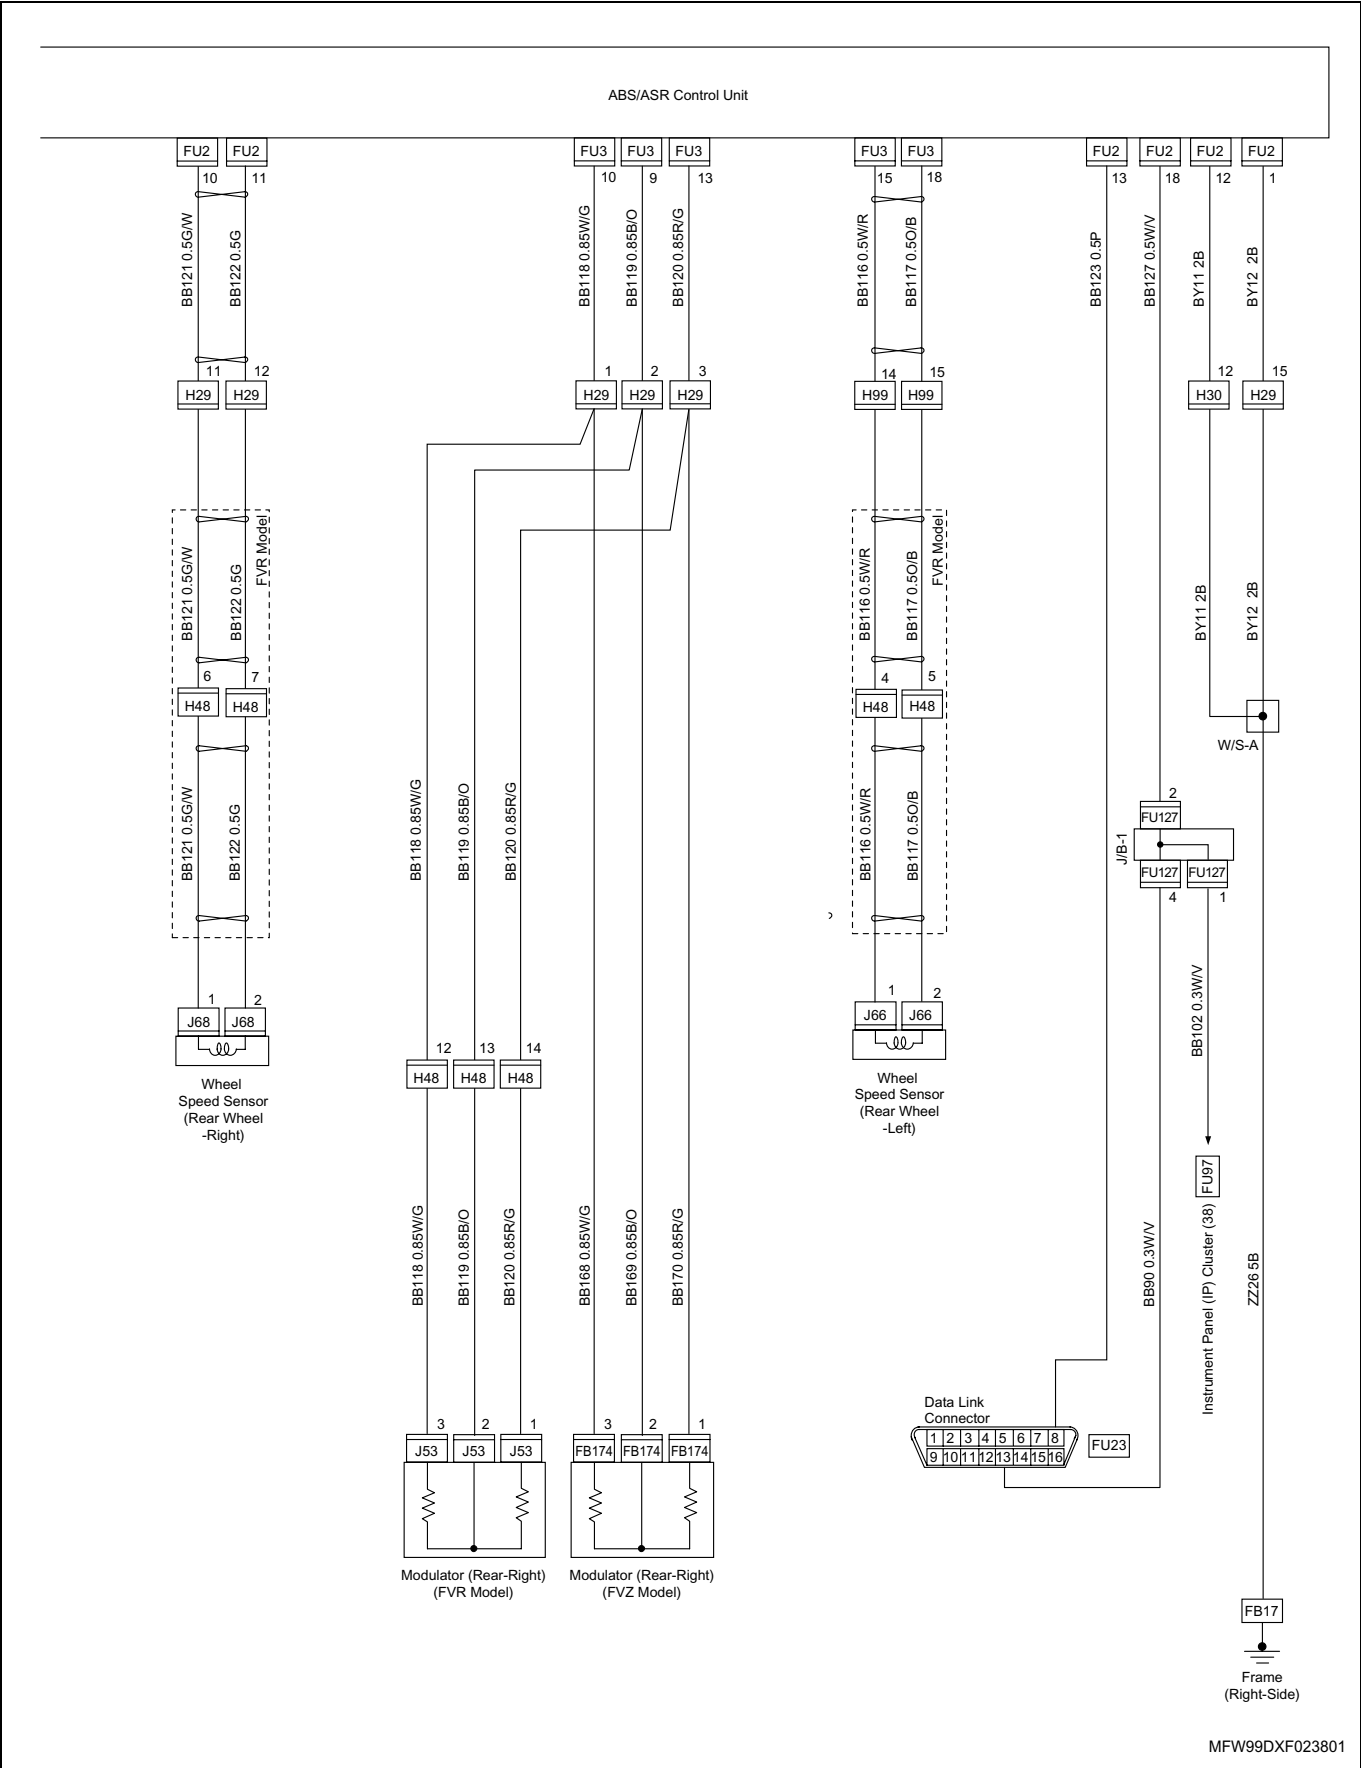 ABS/ASR Control Unit
FU2 FU2 FU3 FU3 FU3 FU3 FU3 FU2 FU2 FU2 FU2
10 11 10 9 13 15 18 13 18 12 1
BB121 0.5G/W
BB122 0.5G
BB118 0.85W/G
BB119 0.85B/O
BB120 0.85R/G
BB116 0.5W/R
BB117 0.5O/B
BB123 0.5P
BB127 0.5W/V
BY11 2B
BY12 2B
11 12 1 2 3 14 15 12 15
H29 H29 H29 H29 H29 H99 H99 H30 H29
FVR Model
FVR Model
BB121 0.5G/W
BB122 0.5G
BB116 0.5W/R
BB117 0.5O/B
BY11 2B
BY12 2B
6 7 4 5
H48 H48 H48 H48
W/S-A
BB121 0.5G/W
BB122 0.5G
BB118 0.85W/G
BB119 0.85B/O
BB120 0.85R/G
BB116 0.5W/R
BB117 0.5O/B
2
FU127
J/B-1
FU127 FU127
4 1
BB102 0.3W/V
1 2 1 2
J68 J68 J66 J66
12 13 14
H48 H48 H48
Wheel
Speed Sensor
(Rear Wheel
-Right)
Wheel
Speed Sensor
(Rear Wheel
-Left)
FU97
Instrument Panel (IP) Cluster (38)
BB118 0.85W/G
BB119 0.85B/O
BB120 0.85R/G
BB168 0.85W/G
BB169 0.85B/O
BB170 0.85R/G
BB90 0.3W/V
ZZ26 5B
Data Link
Connector
3 2 1 3 2 1
J53 J53 J53 FB174 FB174 FB174
1 2 3 4 5 6 7 8
9 10 11 12 13 14 15 16
FU23
Modulator (Rear-Right)
(FVR Model)
Modulator (Rear-Right)
(FVZ Model)
FB17
Frame
(Right-Side)
MFW99DXF023801